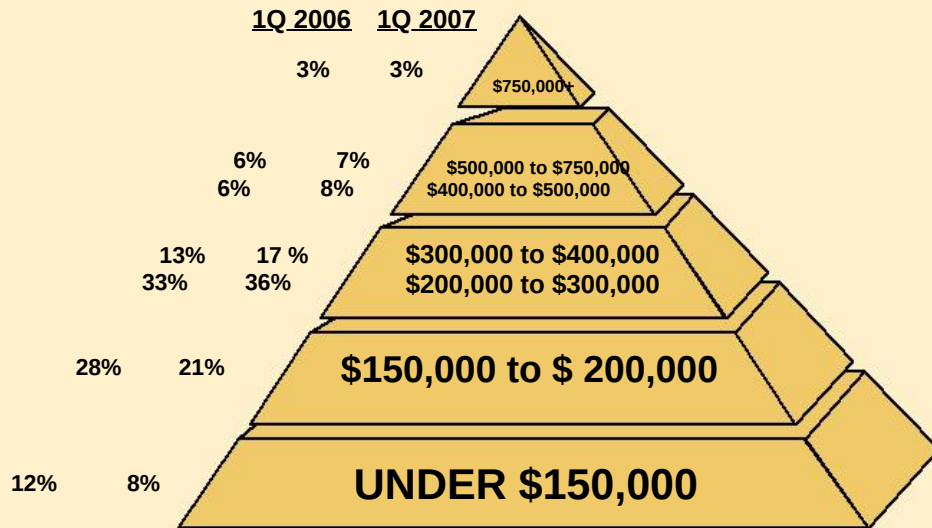 1Q 2006 1Q 2007
3% 3% $750,000+
6% 7% $500,000 to $750,000
6% 8% $400,000 to $500,000
13% 17 % $300,000 to $400,000
33% 36% $200,000 to $300,000
28% 21% $150,000 to $ 200,000
12% 8% UNDER $150,000